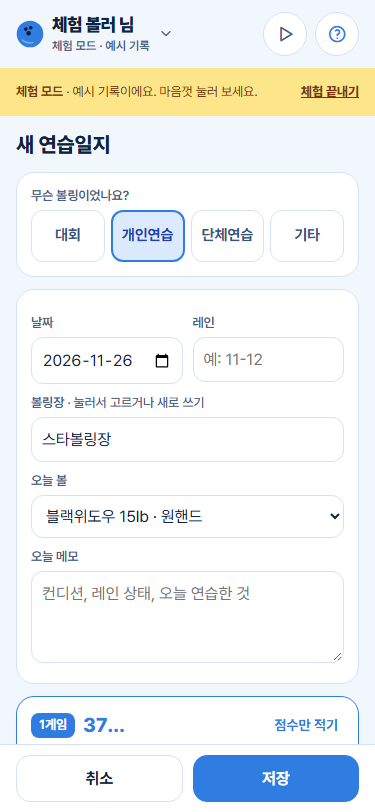 체험 볼러 님
체험 모드 · 예시 기록
체험 모드 · 예시 기록이에요. 마음껏 눌러 보세요.
체험 끝내기
새 연습일지
무슨 볼링이었나요?
대회
개인연습
단체연습
기타
날짜
레인
2026-11-26
예: 11-12
볼링장 · 눌러서 고르거나 새로 쓰기
스타볼링장
오늘 볼
블랙위도우 15lb · 원핸드
오늘 메모
컨디션, 레인 상태, 오늘 연습한 것
1게임 37...
점수만 적기
취소
저장